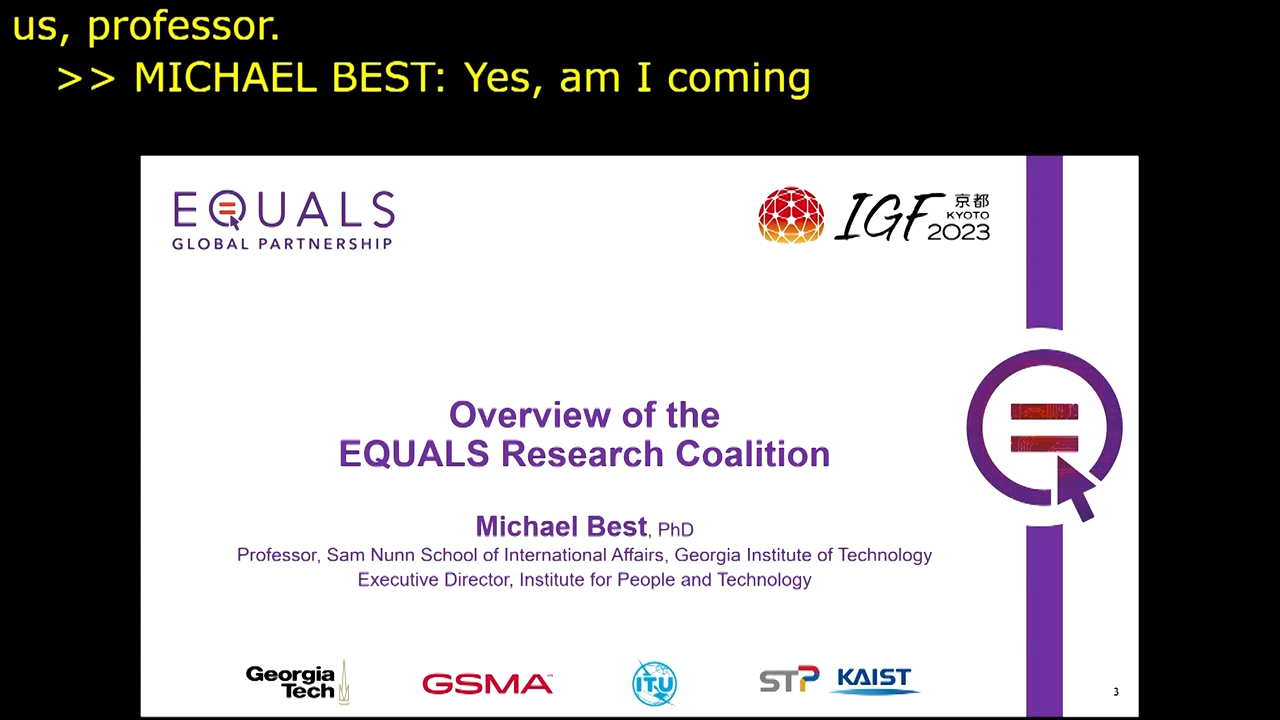 us, professor.
>> MICHAEL BEST: Yes, am I coming
EQUALS
GLOBAL PARTNERSHIP
IGF 京都
KYOTO
2023
Overview of the
EQUALS Research Coalition
Michael Best, PhD
Professor, Sam Nunn School of International Affairs, Georgia Institute of Technology
Executive Director, Institute for People and Technology
Georgia
Tech
GSMA
ITU
STP KAIST
3